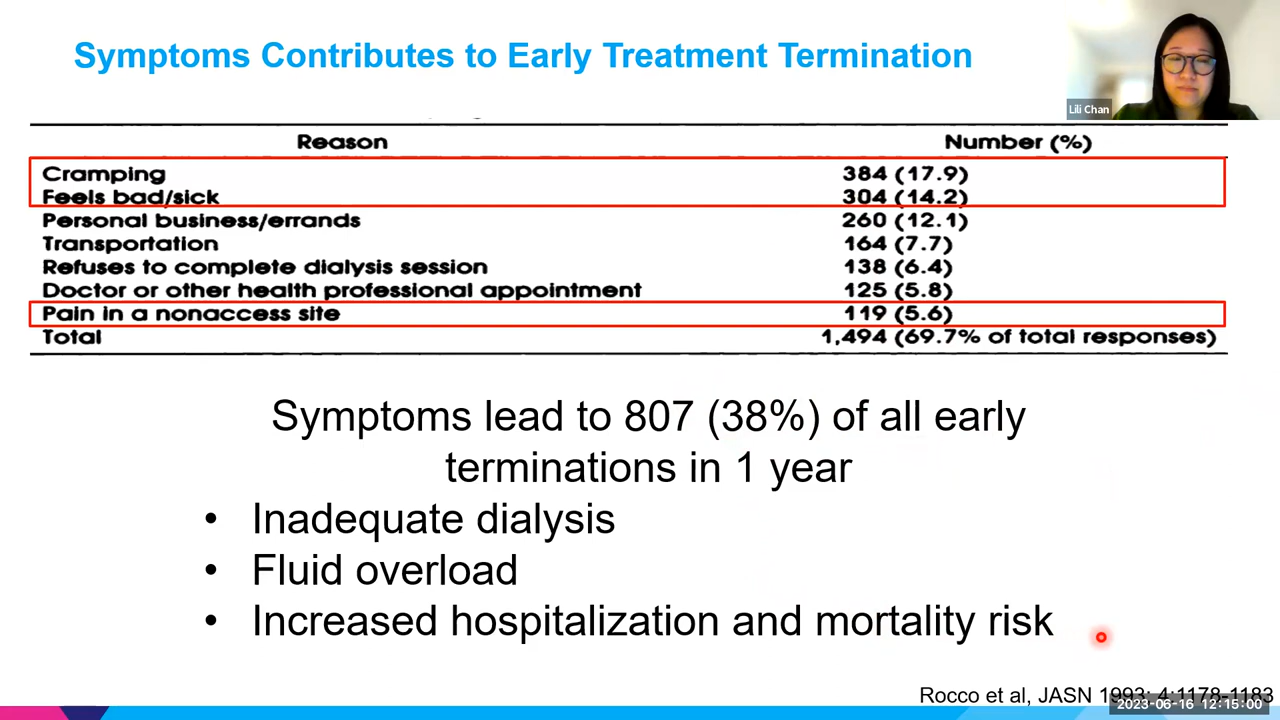 Symptoms Contributes to Early Treatment Termination
Lili Chan
Reason Number (%)
Cramping 384 (17.9)
Feels bad/sick 304 (14.2)
Personal business/errands 260 (12.1)
Transportation 164 (7.7)
Refuses to complete dialysis session 138 (6.4)
Doctor or other health professional appointment 125 (5.8)
Pain in a nonaccess site 119 (5.6)
Total 1,494 (69.7% of total responses)
Symptoms lead to 807 (38%) of all early
terminations in 1 year
• Inadequate dialysis
• Fluid overload
• Increased hospitalization and mortality risk
Rocco et al, JASN 1993; 4:1178-1183
2023-06-16 12:15:00